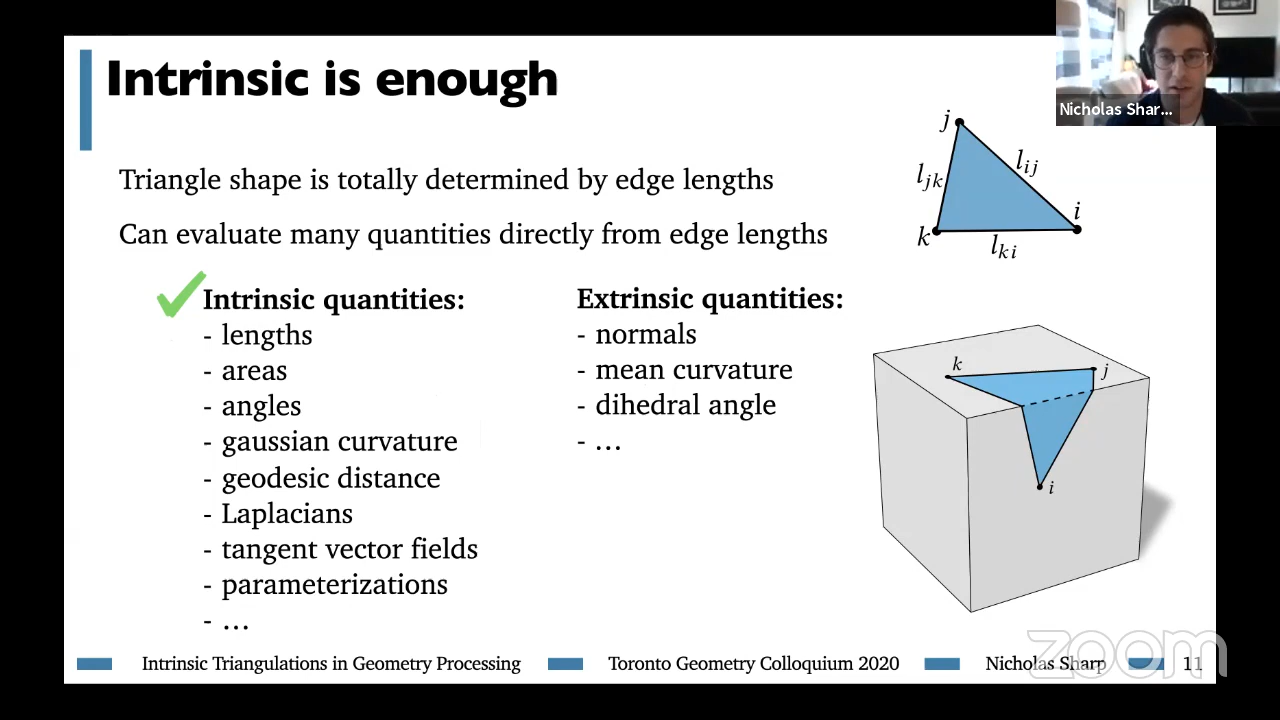 Intrinsic is enough
Nicholas Shar...
Triangle shape is totally determined by edge lengths
Can evaluate many quantities directly from edge lengths
j
l_jk
l_ij
i
k
l_ki
Intrinsic quantities:
- lengths
- areas
- angles
- gaussian curvature
- geodesic distance
- Laplacians
- tangent vector fields
- parameterizations
- ...
Extrinsic quantities:
- normals
- mean curvature
- dihedral angle
- ...
k
j
i
Intrinsic Triangulations in Geometry Processing
Toronto Geometry Colloquium 2020
Nicholas Sharp
11
zoom